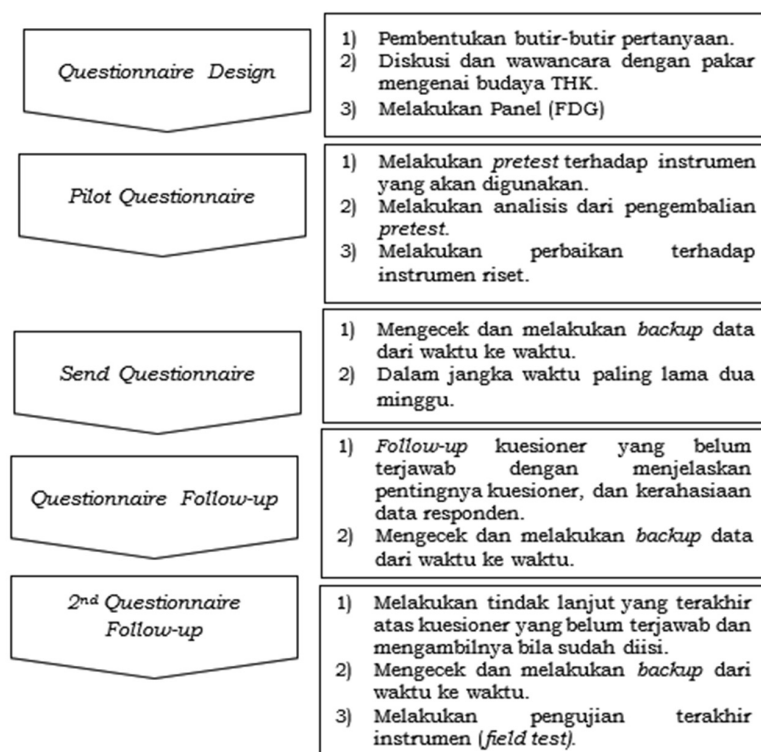 Questionnaire Design
1) Pembentukan butir-butir pertanyaan.
2) Diskusi dan wawancara dengan pakar
mengenai budaya THK.
3) Melakukan Panel (FDG)
Pilot Questionnaire
1) Melakukan pretest terhadap instrumen
yang akan digunakan.
2) Melakukan analisis dari pengembalian
pretest.
3) Melakukan perbaikan terhadap
instrumen riset.
Send Questionnaire
1) Mengecek dan melakukan backup data
dari waktu ke waktu.
2) Dalam jangka waktu paling lama dua
minggu.
Questionnaire Follow-up
1) Follow-up kuesioner yang belum
terjawab dengan menjelaskan
pentingnya kuesioner, dan kerahasiaan
data responden.
2) Mengecek dan melakukan backup data
dari waktu ke waktu.
2nd Questionnaire
Follow-up
1) Melakukan tindak lanjut yang terakhir
atas kuesioner yang belum terjawab dan
mengambilnya bila sudah diisi.
2) Mengecek dan melakukan backup dari
waktu ke waktu.
3) Melakukan pengujian terakhir
instrumen (field test).